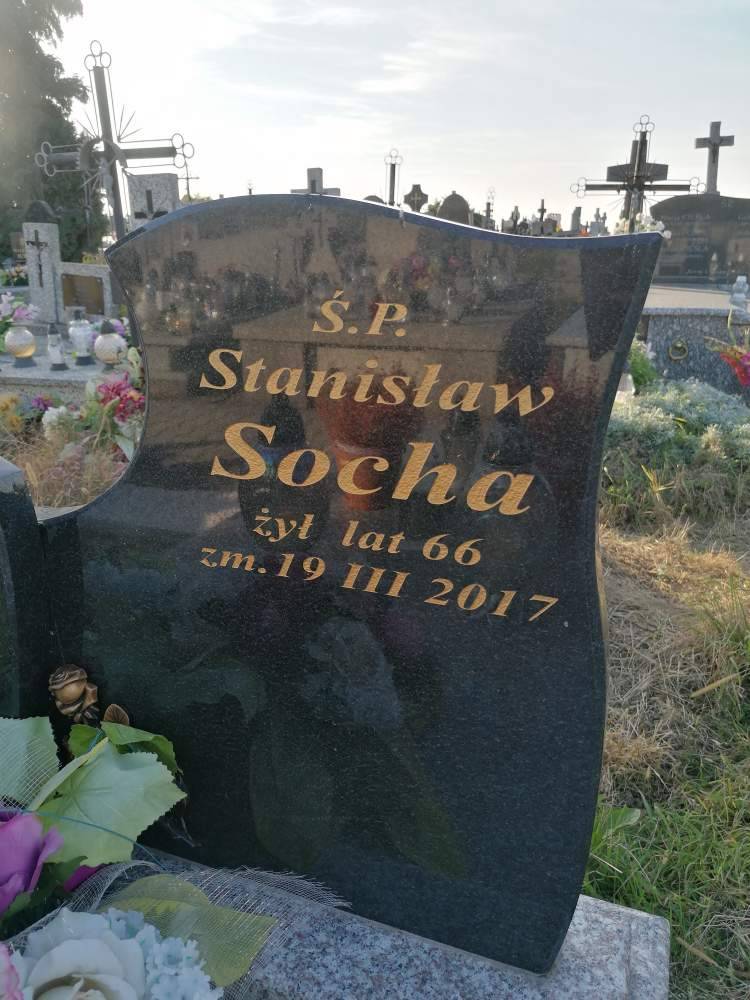 Ś.P.
Stanisław
Socha
żył lat 66
zm. 19 III 2017